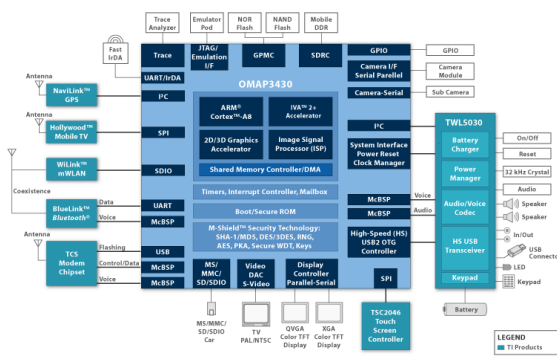 Trace
Analyzer
Emulator
Pod
NOR
Flash
NAND
Flash
Mobile
DDR
Fast
IrDA
Trace
JTAG/
Emulation
I/F
GPMC
SDRC
GPIO
GPIO
Camera I/F
Serial Parellel
Camera
Module
Camera-Serial
Sub Camera
UART/IrDA
OMAP3430
Antenna
NaviLink™
GPS
I²C
ARM®
Cortex™-A8
IVA™ 2+
Accelerator
Antenna
Hollywood™
Mobile TV
SPI
2D/3D Graphics
Accelerator
Image Signal
Processor (ISP)
I²C
System Interface
Power Reset
Clock Manager
TWL5030
Battery
Charger
On/Off
Reset
Power
Manager
32 kHz Crystal
WiLink™
mWLAN
SDIO
Shared Memory Controller/DMA
Coexistence
Timers, Interrupt Controller, Mailbox
Audio/Voice
Codec
Audio
Speaker
Speaker
BlueLink™
Bluetooth®
Data
UART
Voice
McBSP
Boot/Secure ROM
McBSP
Voice
McBSP
Audio
M-Shield™ Security Technology:
SHA-1/MD5, DES/3DES, RNG,
AES, PKA, Secure WDT, Keys
High-Speed (HS)
USB2 OTG
Controller
HS USB
Transceiver
In/Out
USB
Connecto
LED
Keypad
Keypad
Antenna
TCS
Modem
Chipset
Flashing
USB
Control/Data
McBSP
Voice
McBSP
MS/
MMC/
SD/SDIO
Video
DAC
S-Video
Display
Controller
Parallel-Serial
SPI
Battery
MS/MMC/
SD/SDIO
Car
TV
PAL/NTSC
QVGA
Color TFT
Display
XGA
Color TFT
Display
TSC2046
Touch
Screen
Controller
LEGEND
TI Products